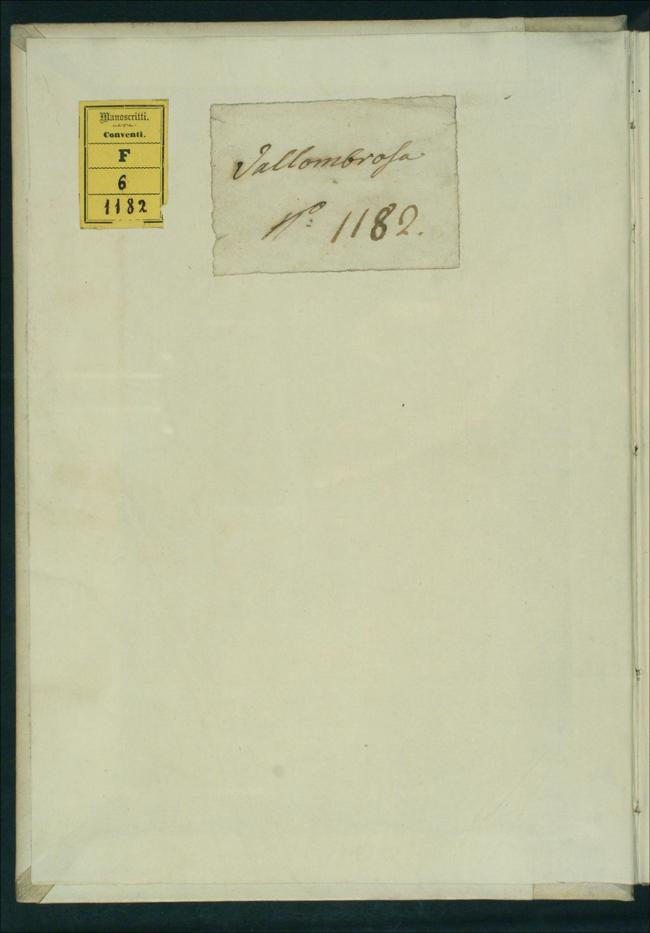 Manoscritti.
Conventi.
F
6
1182
Vallombrosa
N.º 1182.